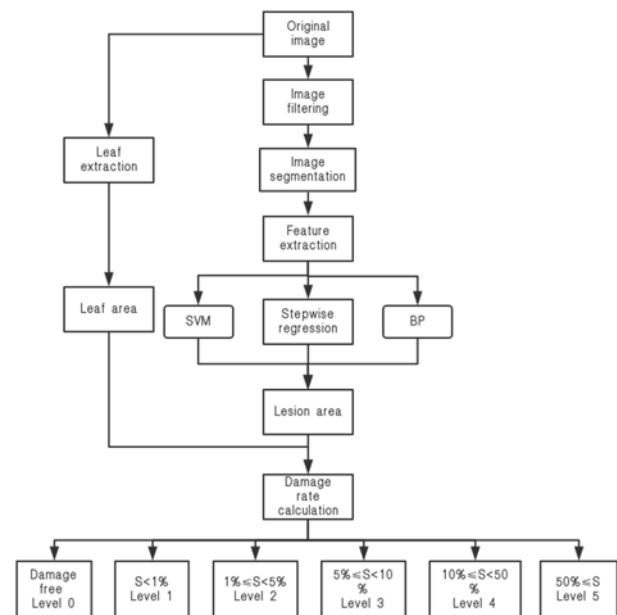 Original
image
Image
filtering
Leaf
extraction
Image
segmentation
Feature
extraction
Leaf area
SVM
Stepwise
regression
BP
Lesion area
Damage
rate
calculation
Damage
free
Level 0
S<1%
Level 1
1%≤S<5%
Level 2
5%≤S<10
%
Level 3
10%≤S<50
%
Level 4
50%≤S
Level 5